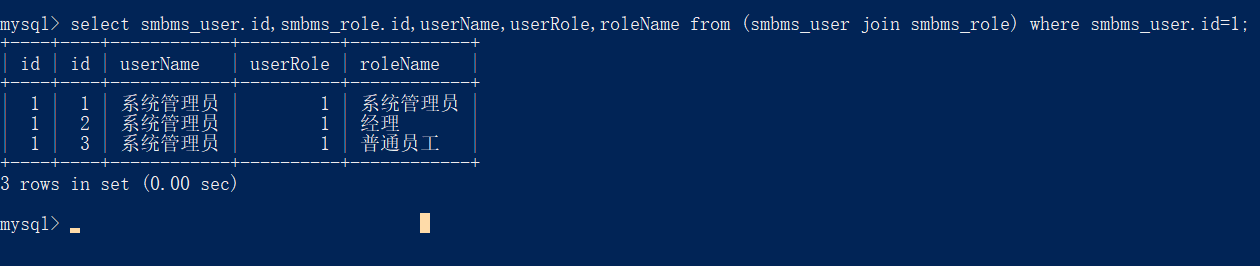 mysql> select smbms_user.id,smbms_role.id,userName,userRole,roleName from (smbms_user join smbms_role) where smbms_user.id=1;
+----+----+------------+----------+------------+
| id | id | userName   | userRole | roleName   |
+----+----+------------+----------+------------+
|  1 |  1 | 系统管理员 |        1 | 系统管理员 |
|  1 |  2 | 系统管理员 |        1 | 经理       |
|  1 |  3 | 系统管理员 |        1 | 普通员工   |
+----+----+------------+----------+------------+
3 rows in set (0.00 sec)
mysql>